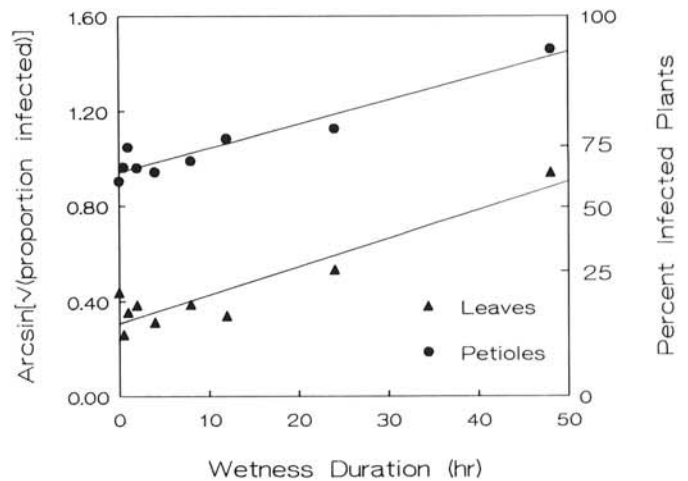 Arcsin[√(proportion infected)]
1.60
1.20
0.80
0.40
0.00
100
75
50
25
0
Percent Infected Plants
Leaves
Petioles
0 10 20 30 40 50
Wetness Duration (hr)